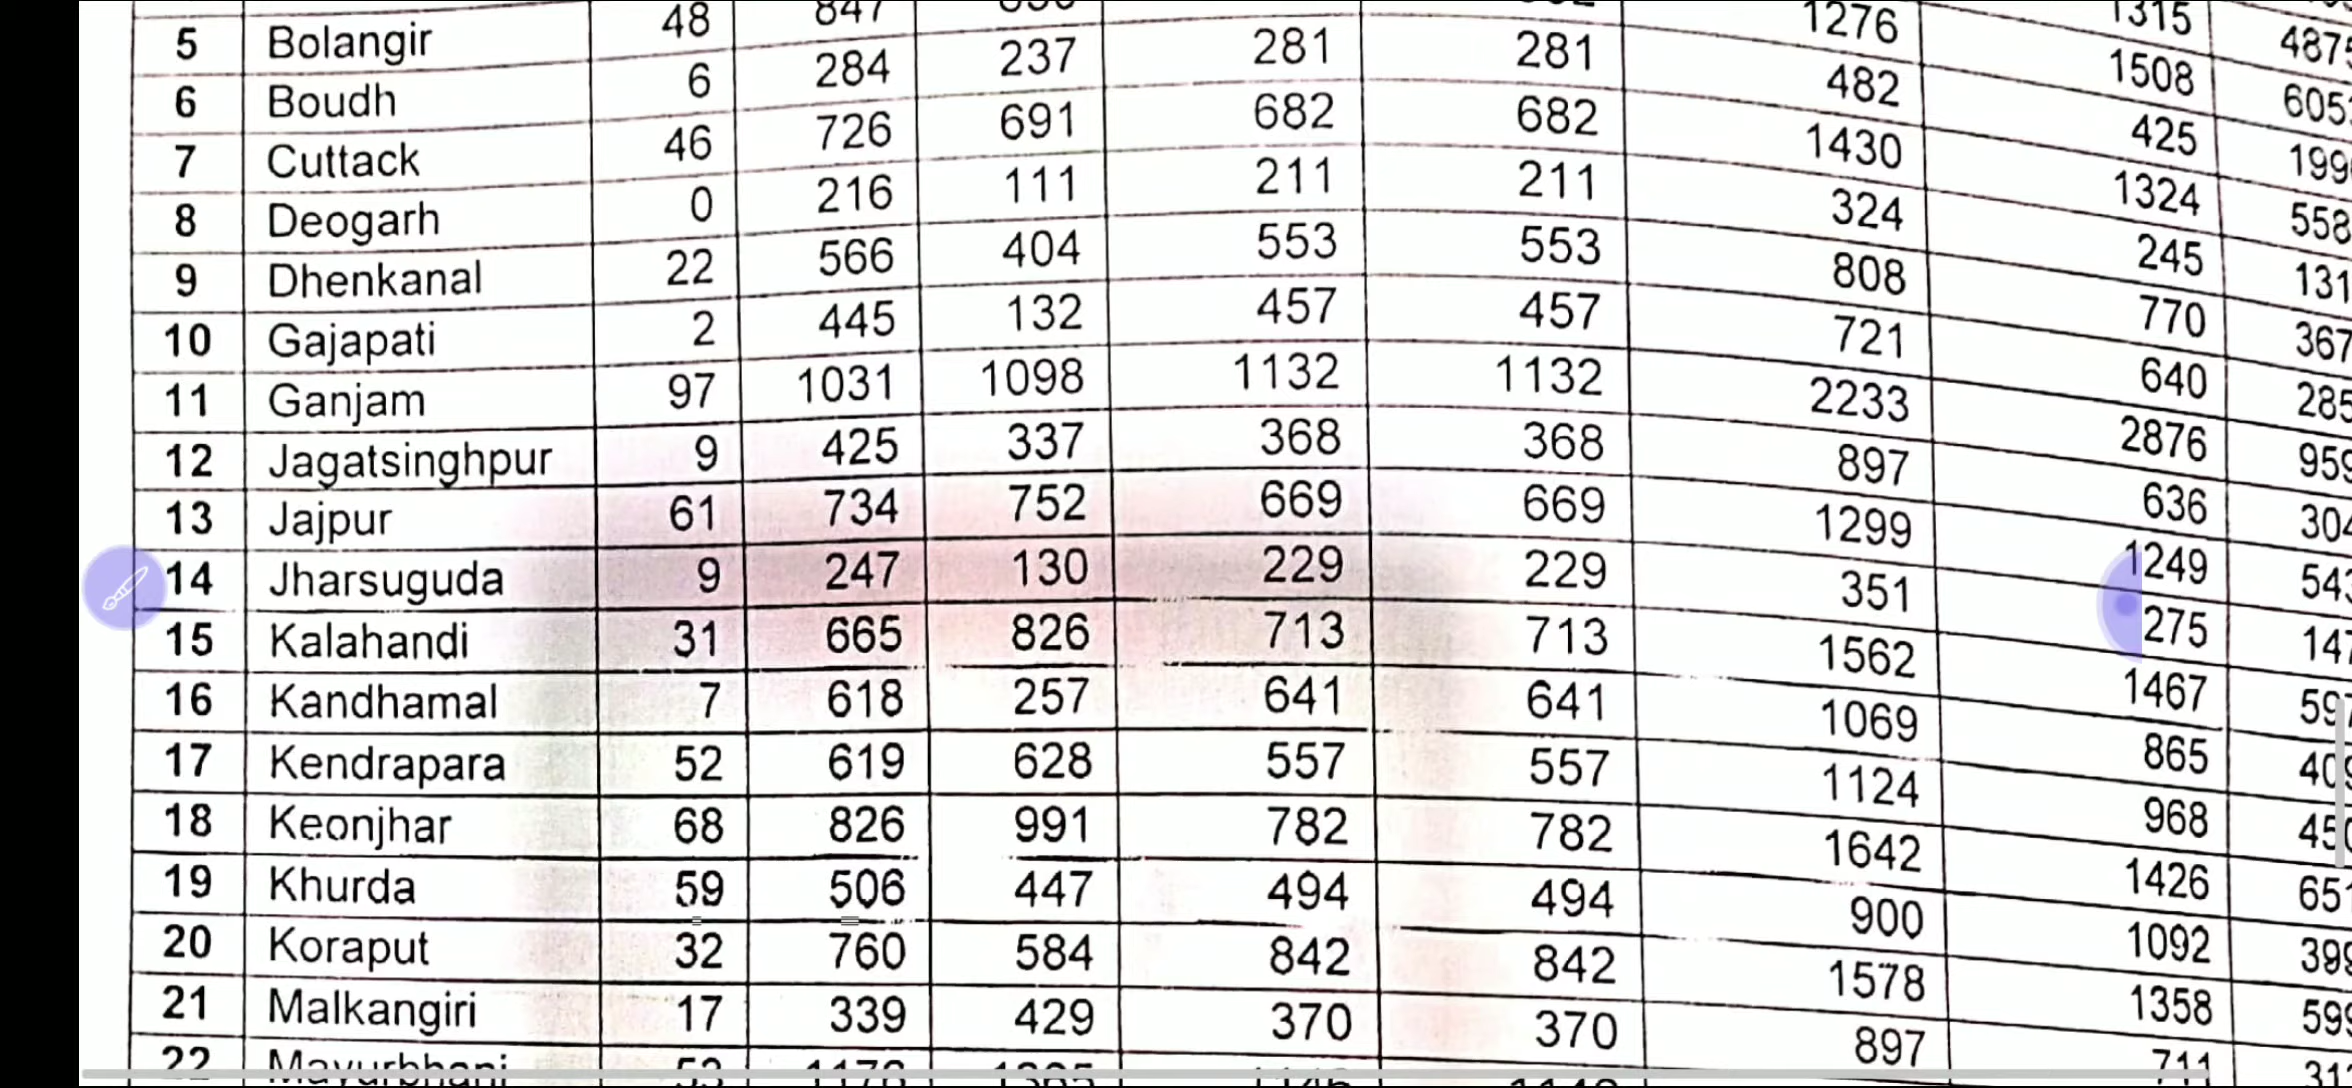 1315 487
5 Bolangir 48 847 1276 1508 605
6 Boudh 6 284 237 281 281 482 425 199
7 Cuttack 46 726 691 682 682 1430 1324 558
8 Deogarh 0 216 111 211 211 324 245 131
9 Dhenkanal 22 566 404 553 553 808 770 367
10 Gajapati 2 445 132 457 457 721 640 285
11 Ganjam 97 1031 1098 1132 1132 2233 2876 959
12 Jagatsinghpur 9 425 337 368 368 897 636 304
13 Jajpur 61 734 752 669 669 1299 1249 543
14 Jharsuguda 9 247 130 229 229 351 275 147
15 Kalahandi 31 665 826 713 713 1562 1467 597
16 Kandhamal 7 618 257 641 641 1069 865 409
17 Kendrapara 52 619 628 557 557 1124 968 450
18 Keonjhar 68 826 991 782 782 1642 1426 651
19 Khurda 59 506 447 494 494 900 1092 399
20 Koraput 32 760 584 842 842 1578 1358 599
21 Malkangiri 17 339 429 370 370 897 711 31
22 Mayurbhanj 53